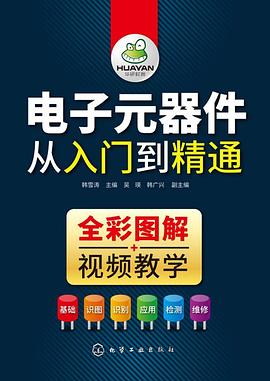 HUAYAN
华研教育
电子元器件
从入门到精通
韩雪涛 主编 吴瑛 韩广兴 副主编
全彩图解
+
视频教学
基础 识图 识别 应用 检测 维修
化学工业出版社